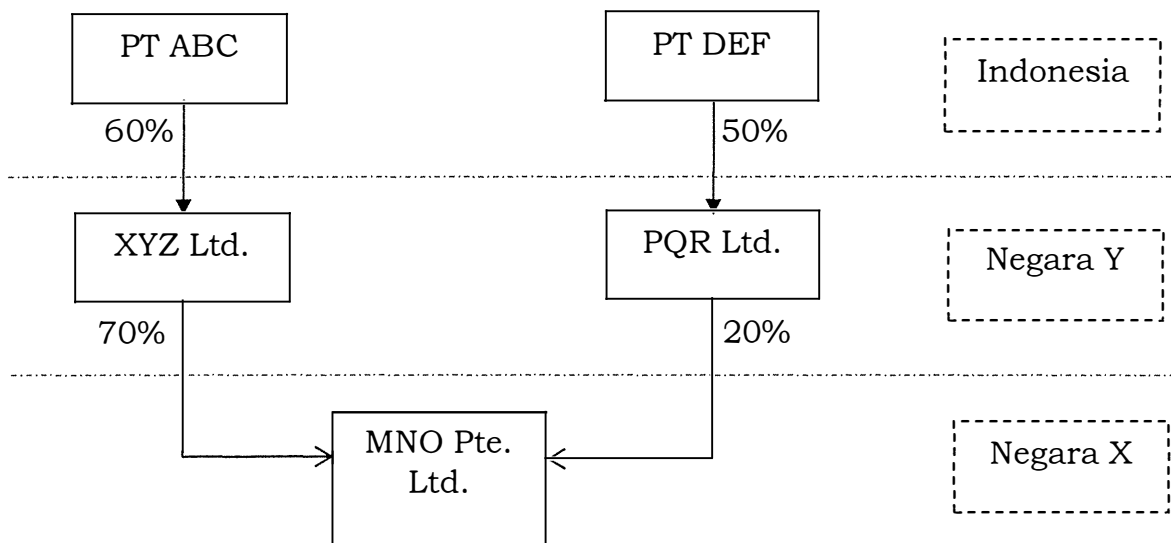 PT ABC
PT DEF
Indonesia
60%
50%
XYZ Ltd.
PQR Ltd.
Negara Y
70%
20%
MNO Pte.
Ltd.
Negara X